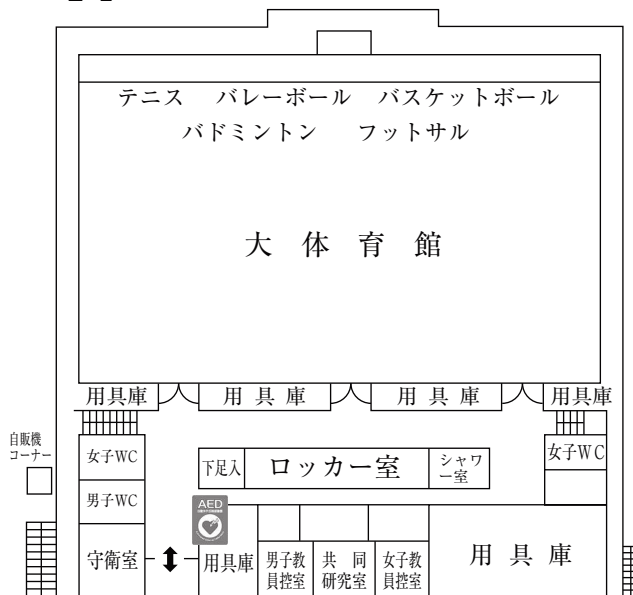 テニス バレーボール バスケットボール
バドミントン フットサル
大体育館
用具庫 用具庫 用具庫 用具庫
自販機
コーナー
女子WC
下足入 ロッカー室
シャワ
ー室
女子WC
男子WC
AED
守衛室
用具庫
男子教
員控室
共同
研究室
女子教
員控室
用具庫